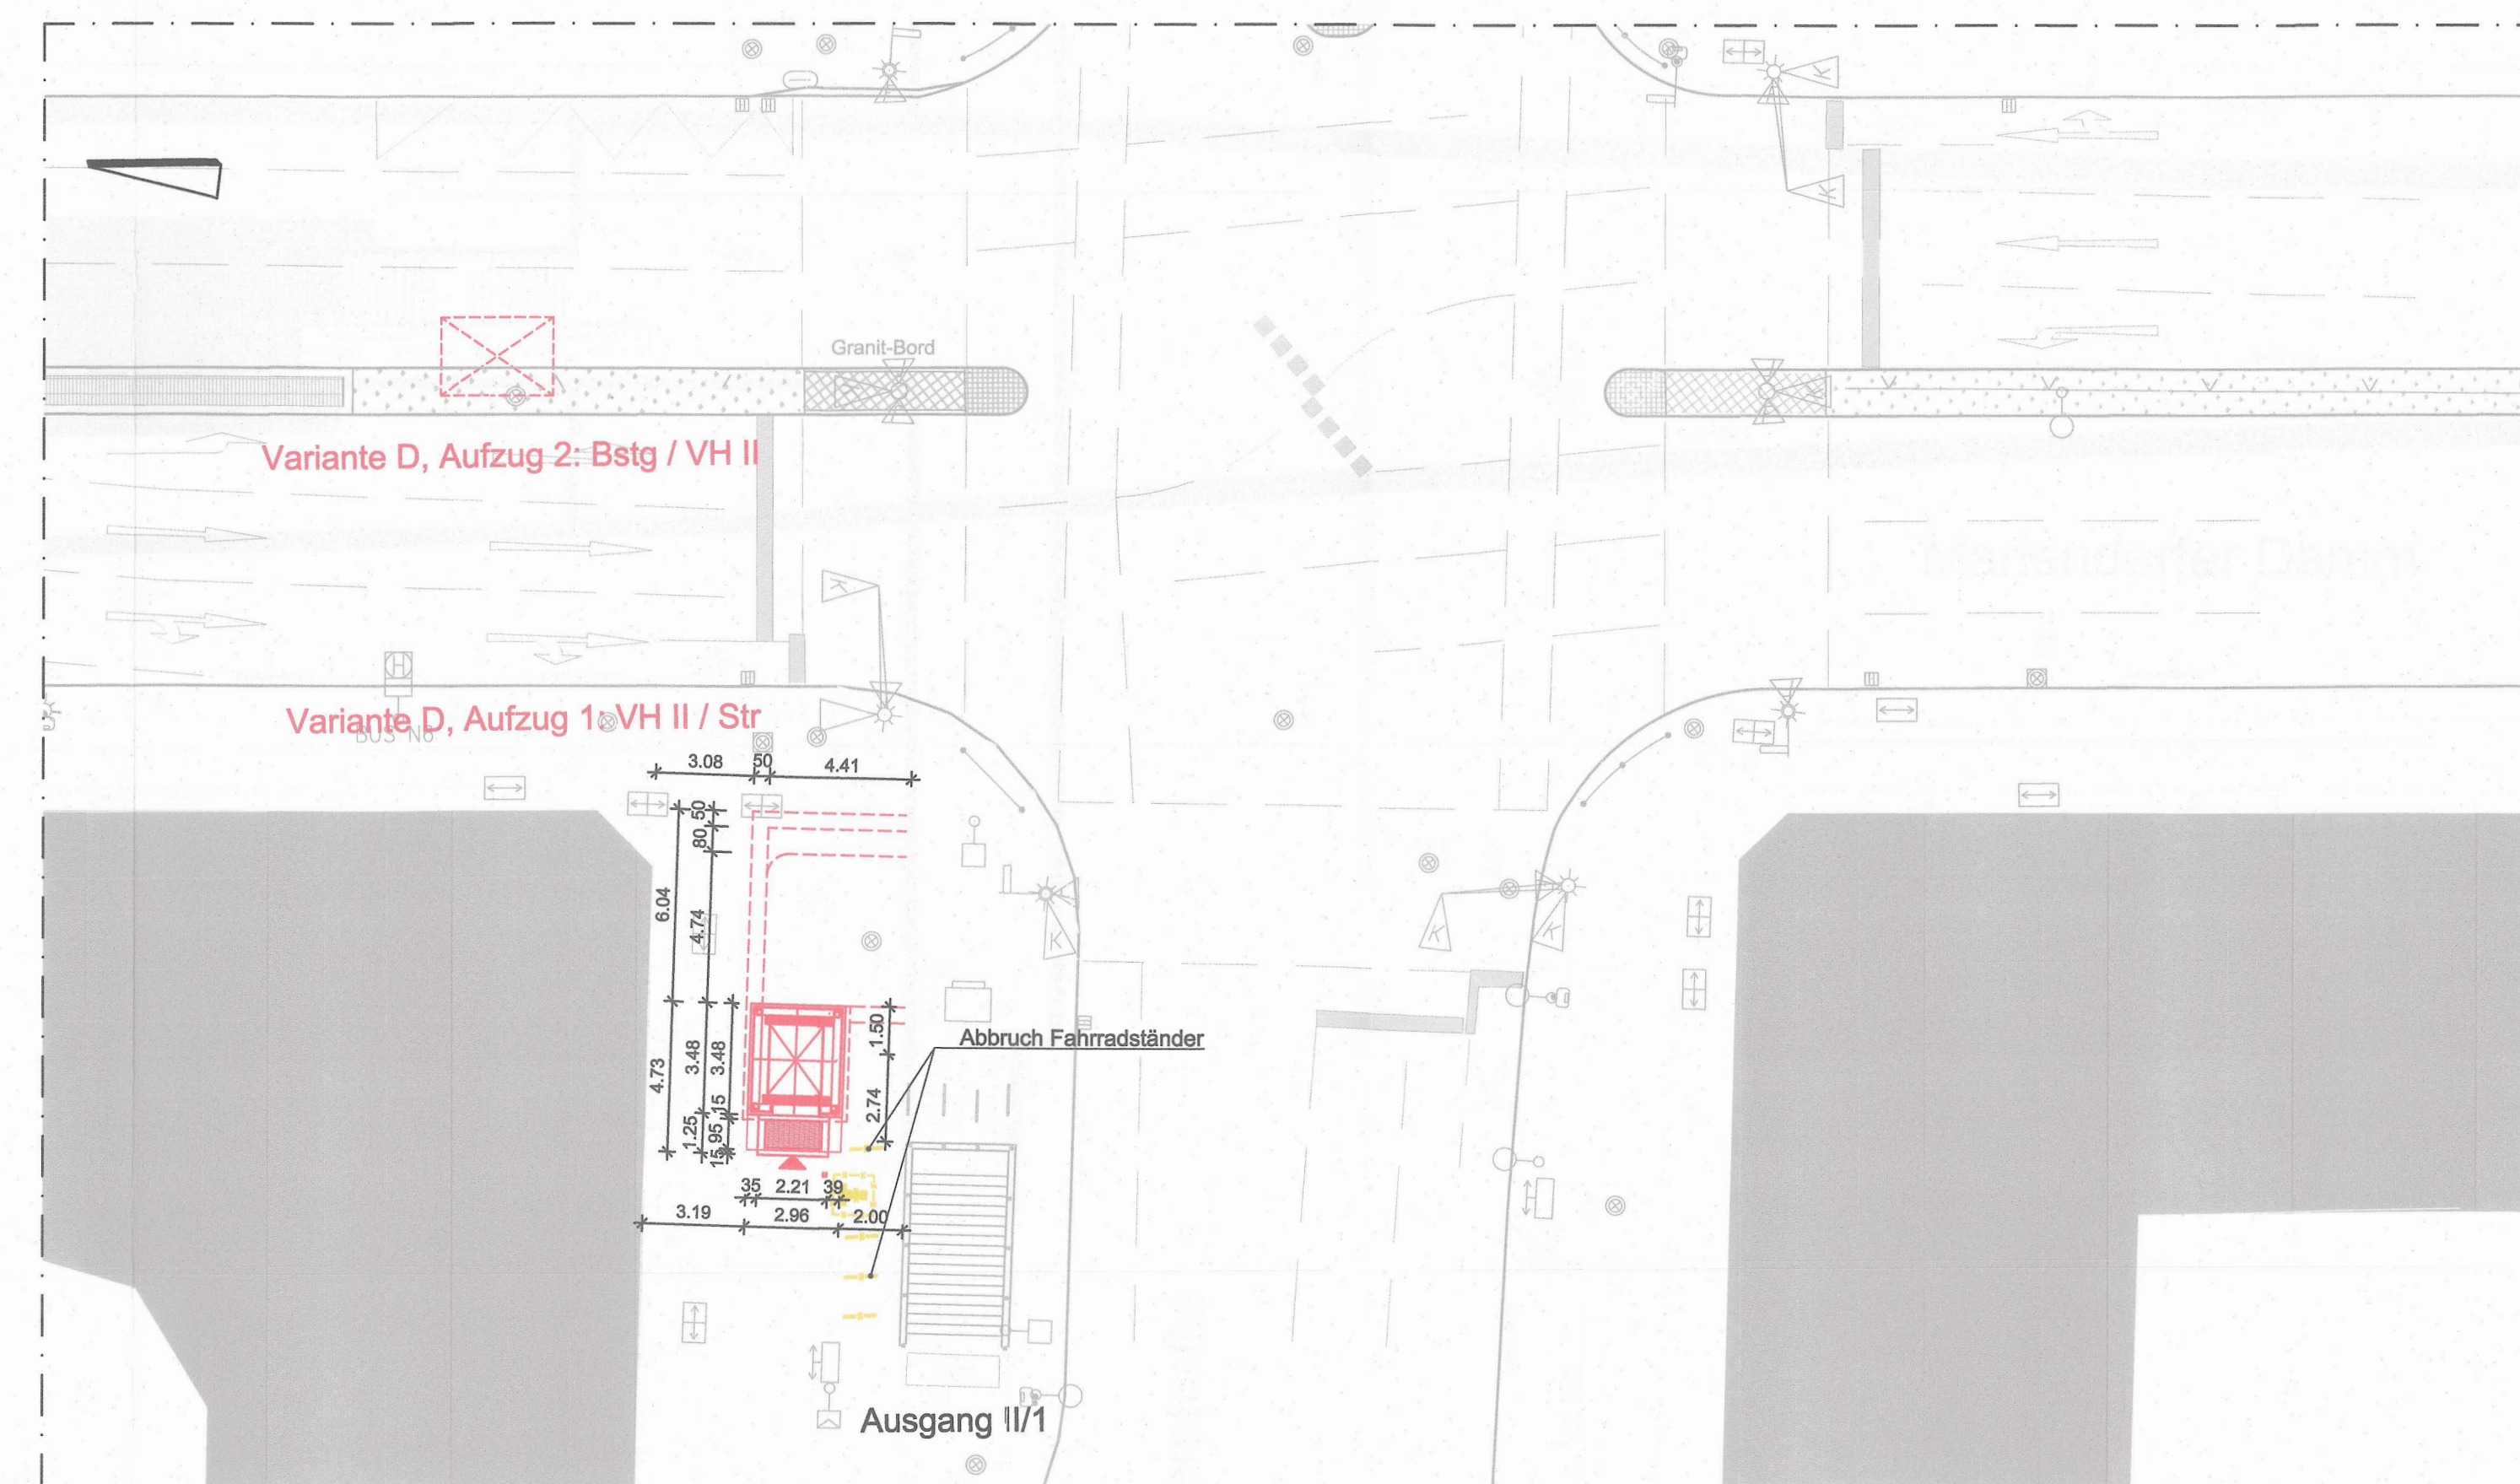 K
K
Granit-Bord
Variante D, Aufzug 2: Bstg / VH II
K
H
Variante D, Aufzug 1: VH II / Str
BUS N6
3.08 50 4.41
50
80
6.04
4.74
K
K
K
1.50
Abbruch Fahrradständer
4.73
3.48
3.48
2.74
15
1.25
95
15
35 2.21 39
3.19 2.96 2.00
Ausgang II/1